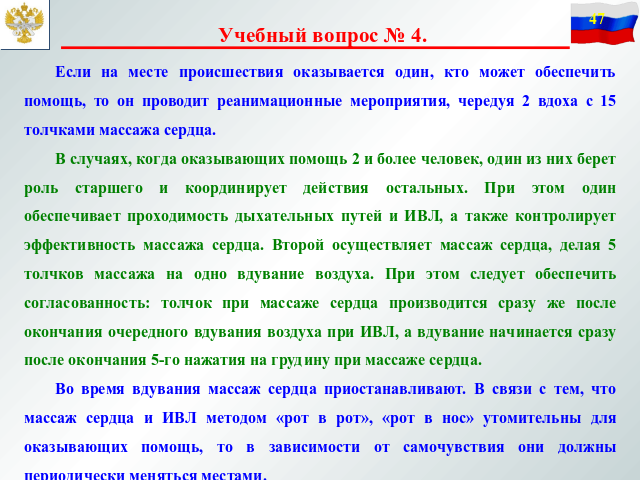 47
Учебный вопрос № 4.
Если на месте происшествия оказывается один, кто может обеспечить
помощь, то он проводит реанимационные мероприятия, чередуя 2 вдоха с 15
толчками массажа сердца.
В случаях, когда оказывающих помощь 2 и более человек, один из них берет
роль старшего и координирует действия остальных. При этом один
обеспечивает проходимость дыхательных путей и ИВЛ, а также контролирует
эффективность массажа сердца. Второй осуществляет массаж сердца, делая 5
толчков массажа на одно вдувание воздуха. При этом следует обеспечить
согласованность: толчок при массаже сердца производится сразу же после
окончания очередного вдувания воздуха при ИВЛ, а вдувание начинается сразу
после окончания 5-го нажатия на грудину при массаже сердца.
Во время вдувания массаж сердца приостанавливают. В связи с тем, что
массаж сердца и ИВЛ методом «рот в рот», «рот в нос» утомительны для
оказывающих помощь, то в зависимости от самочувствия они должны
периодически меняться местами.